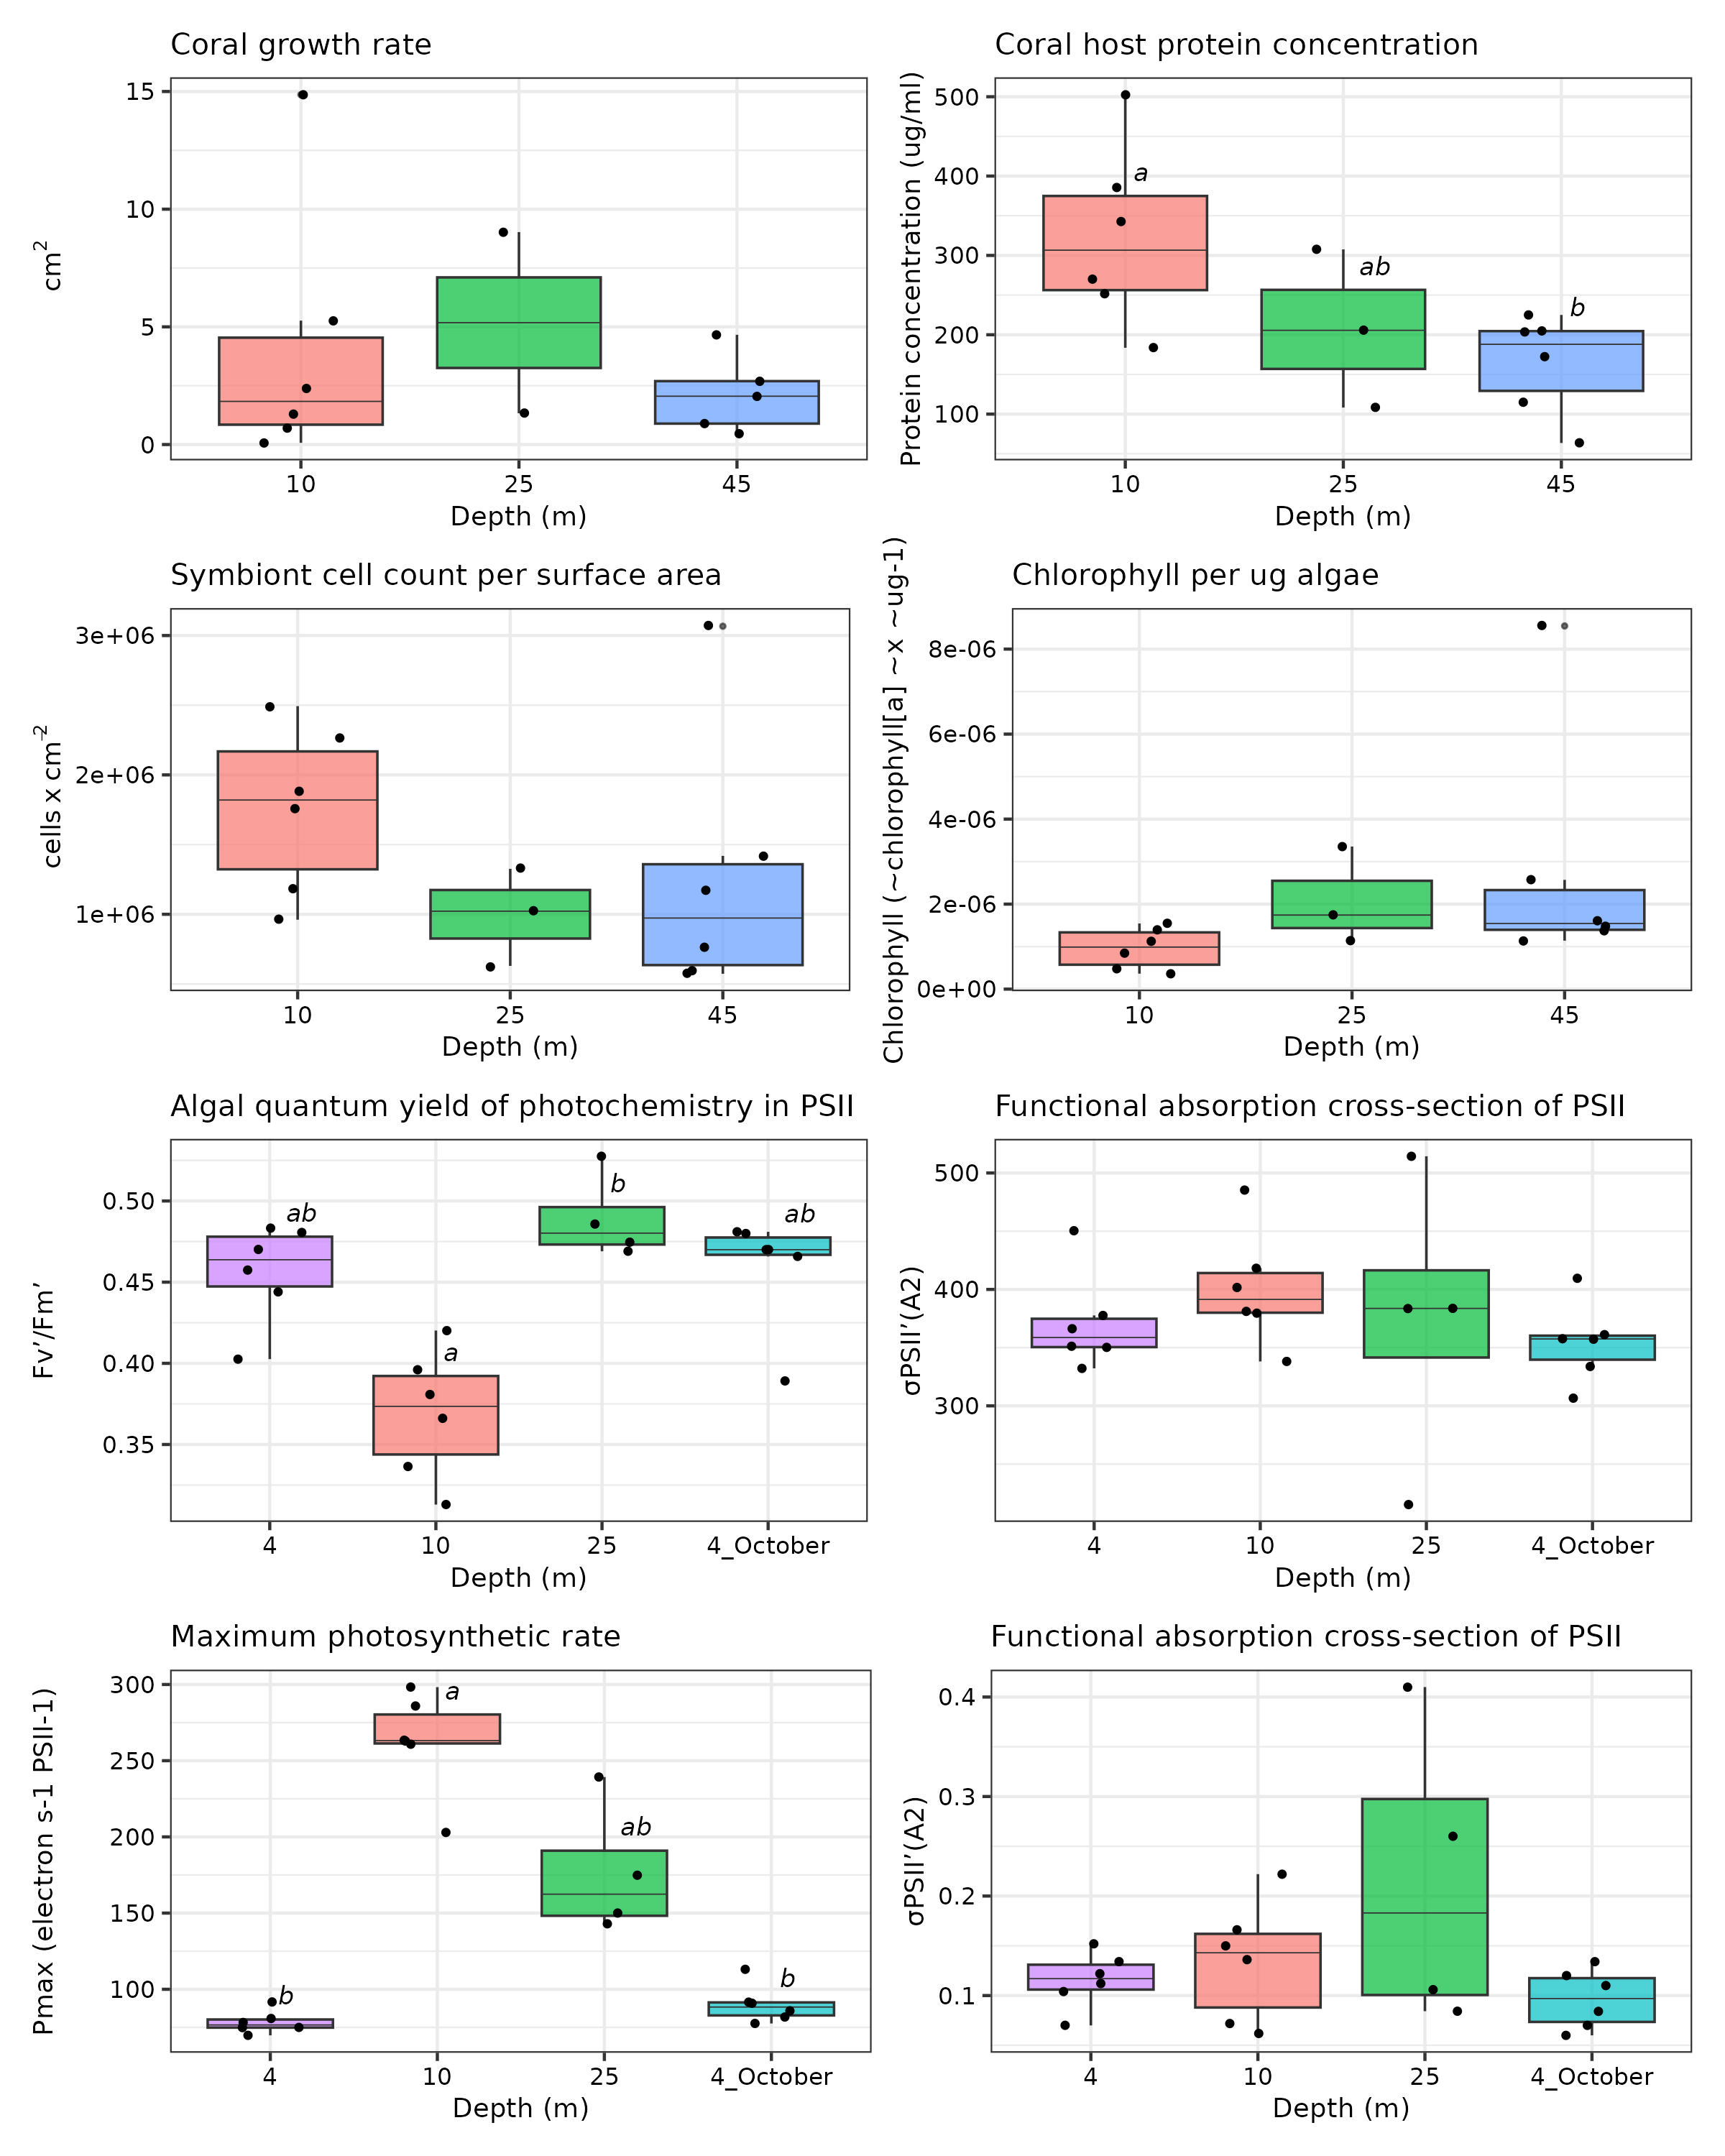 Coral growth rate
cm²
15
10
5
0
10 25 45
Depth (m)
Coral host protein concentration
Protein concentration (ug/ml)
500
400
300
200
100
a
ab
b
10 25 45
Depth (m)
Symbiont cell count per surface area
cells x cm⁻²
3e+06
2e+06
1e+06
10 25 45
Depth (m)
Chlorophyll per ug algae
Chlorophyll (~chlorophyll[a] ~x ~ug-1)
8e-06
6e-06
4e-06
2e-06
0e+00
10 25 45
Depth (m)
Algal quantum yield of photochemistry in PSII
Fv’/Fm’
0.50
0.45
0.40
0.35
ab
a
b
ab
4 10 25 4_October
Depth (m)
Functional absorption cross-section of PSII
σPSII’(A2)
500
400
300
4 10 25 4_October
Depth (m)
Maximum photosynthetic rate
Pmax (electron s-1 PSII-1)
300
250
200
150
100
b
a
ab
b
4 10 25 4_October
Depth (m)
Functional absorption cross-section of PSII
σPSII’(A2)
0.4
0.3
0.2
0.1
4 10 25 4_October
Depth (m)